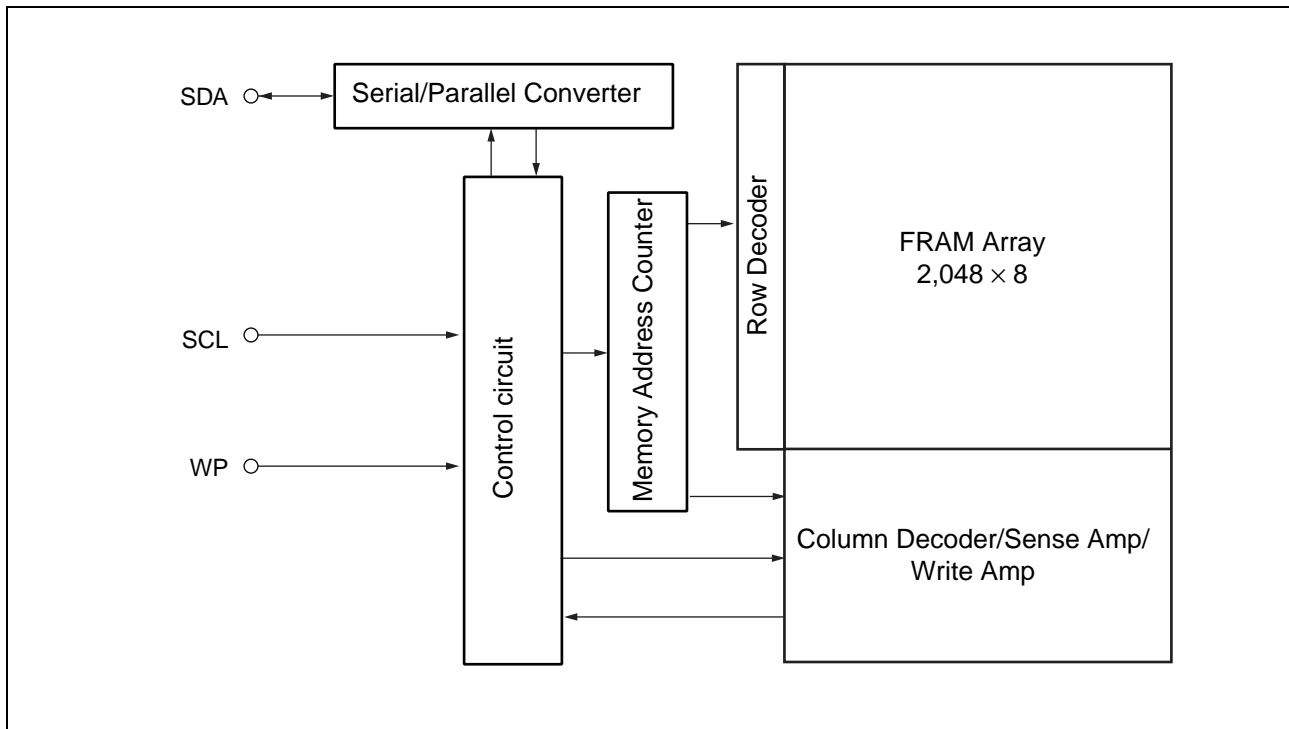 SDA
Serial/Parallel Converter
SCL
WP
Control circuit
Memory Address Counter
Row Decoder
FRAM Array
2,048 × 8
Column Decoder/Sense Amp/
Write Amp